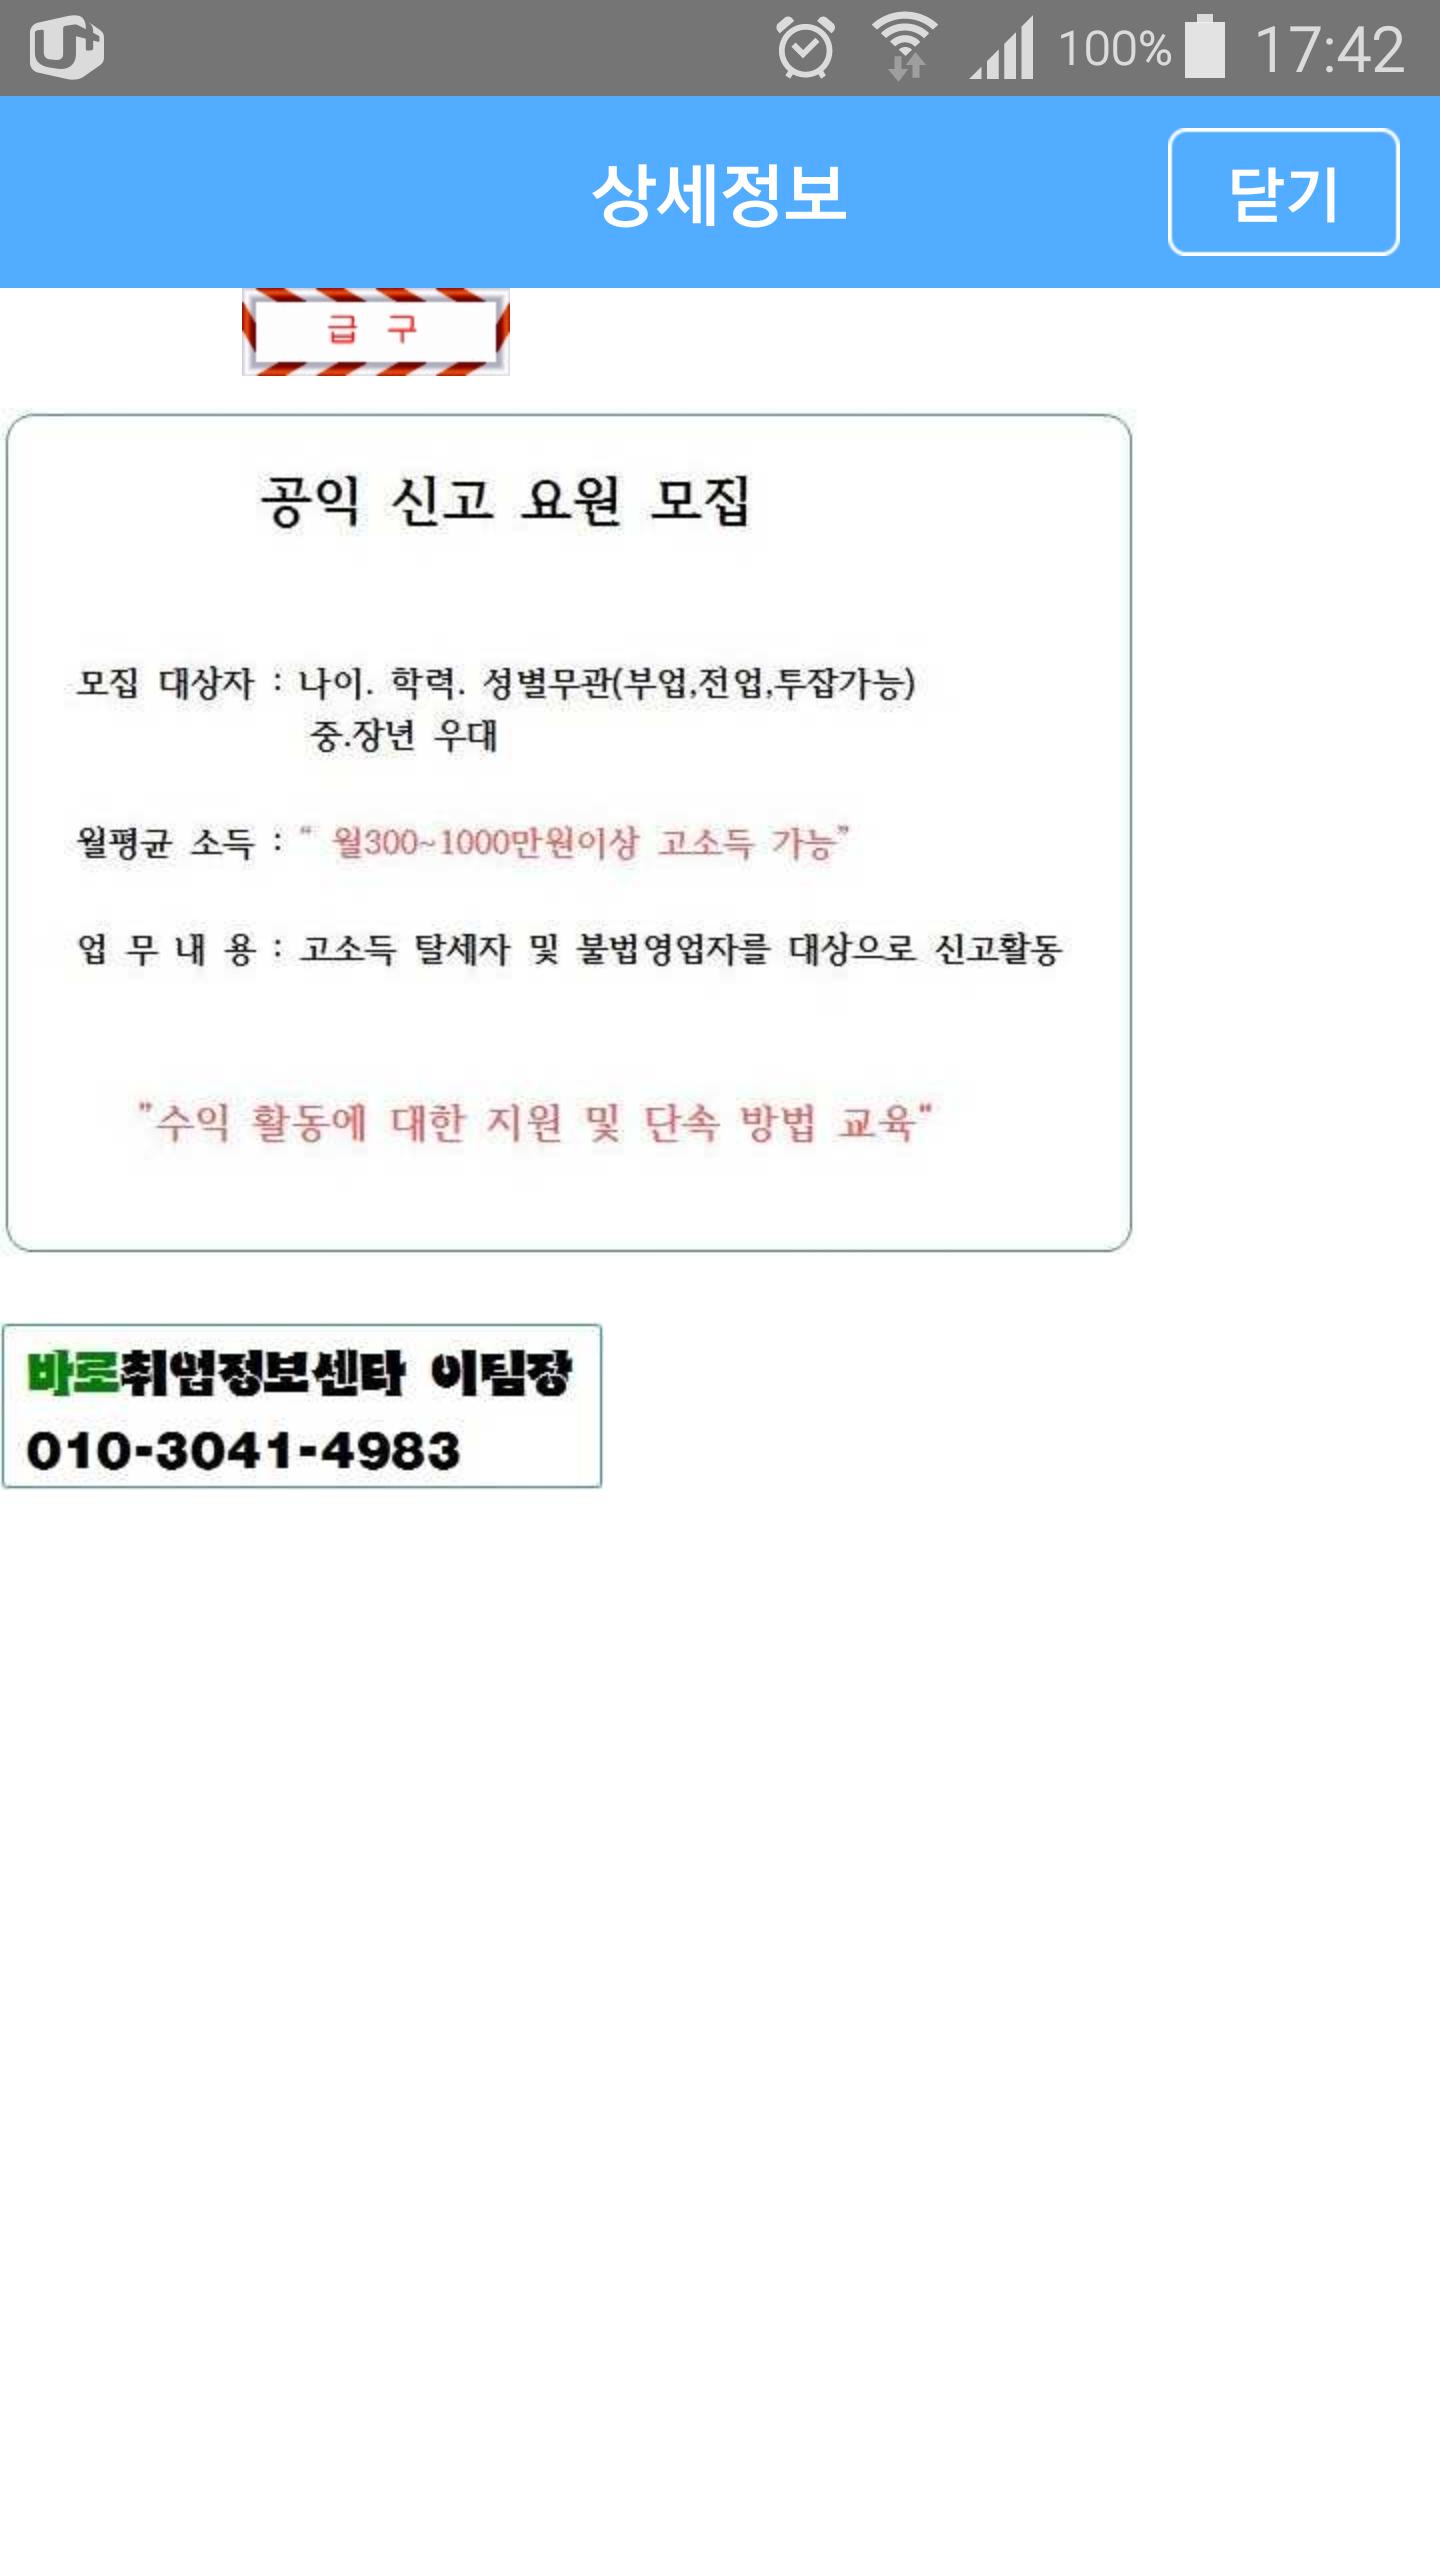 100% 17:42
상세정보
닫기
급 구
공익 신고 요원 모집
모집 대상자 : 나이. 학력. 성별무관(부업,전업,투잡가능)
중.장년 우대
월평균 소득 : “ 월300~1000만원이상 고소득 가능”
업 무 내 용 : 고소득 탈세자 및 불법영업자를 대상으로 신고활동
"수익 활동에 대한 지원 및 단속 방법 교육"
바로취업정보센타 이팀장
010-3041-4983